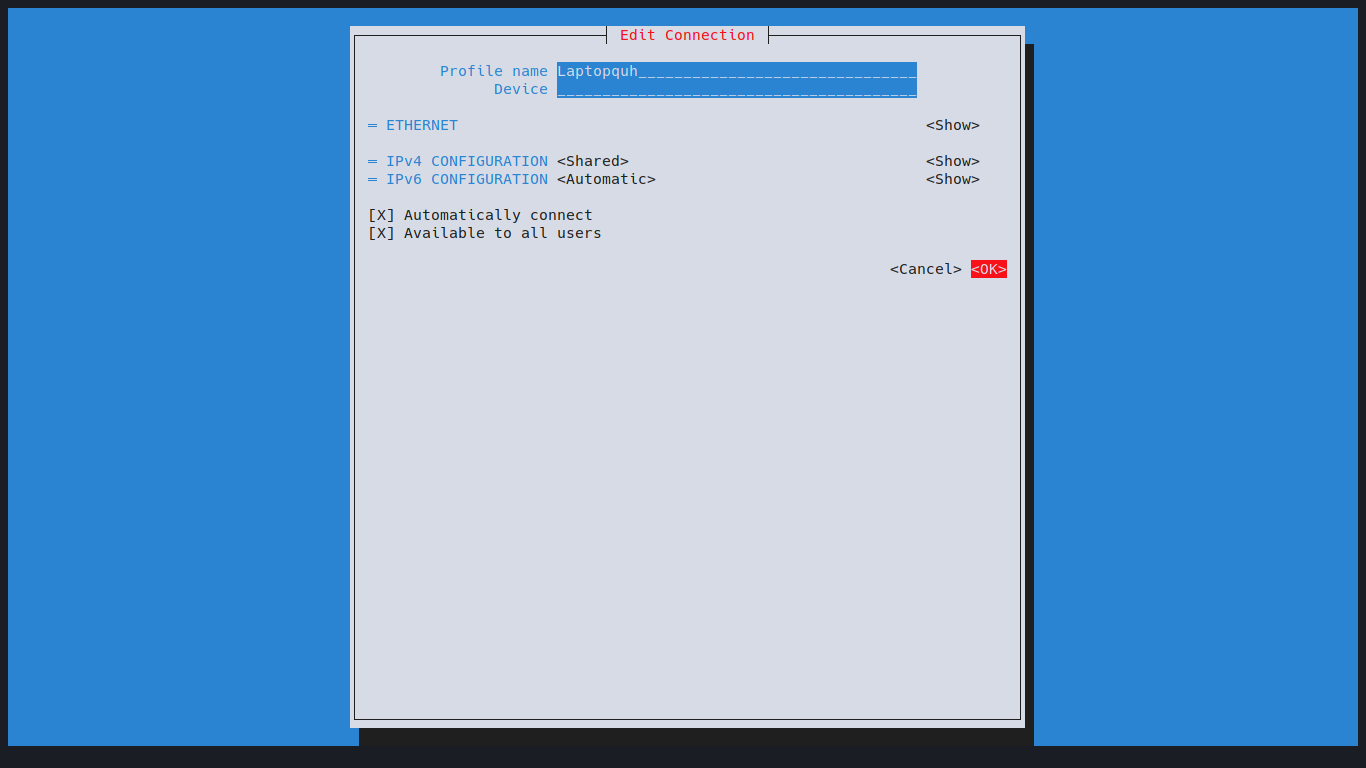 Edit Connection
Profile name Laptopquh_______________________________
Device ________________________________________
═ ETHERNET <Show>
═ IPv4 CONFIGURATION <Shared> <Show>
═ IPv6 CONFIGURATION <Automatic> <Show>
[X] Automatically connect
[X] Available to all users
<Cancel> <OK>